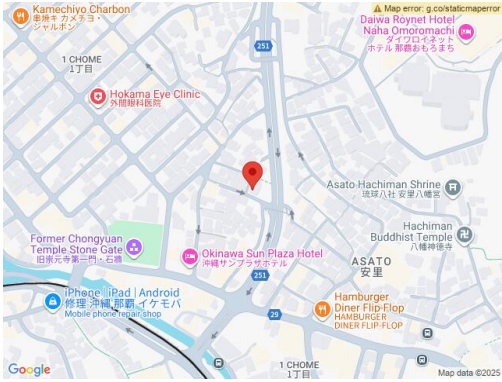 Kamechiyo Charbon
串焼キ カメチヨ・
シャルボン
Map error: g.co/staticmaperror
Daiwa Roynet Hotel
Naha Omoromachi
ダイワロイネット
ホテル 那覇おもろまち
251
1 CHOME
1丁目
Hokama Eye Clinic
外間眼科医院
Asato Hachiman Shrine
琉球八社 安里八幡宮
Former Chongyuan
Temple Stone Gate
旧崇元寺第一門・石牆
Hachiman
Buddhist Temple
八幡神徳寺
Okinawa Sun Plaza Hotel
沖縄サンプラザホテル
ASATO
安里
251
iPhone | iPad | Android
修理 沖縄 那覇 イケモバ
Mobile phone repair shop
Hamburger
Diner Flip-Flop
HAMBURGER
DINER FLIP-FLOP
29
1 CHOME
1丁目
Google
Map data ©2025